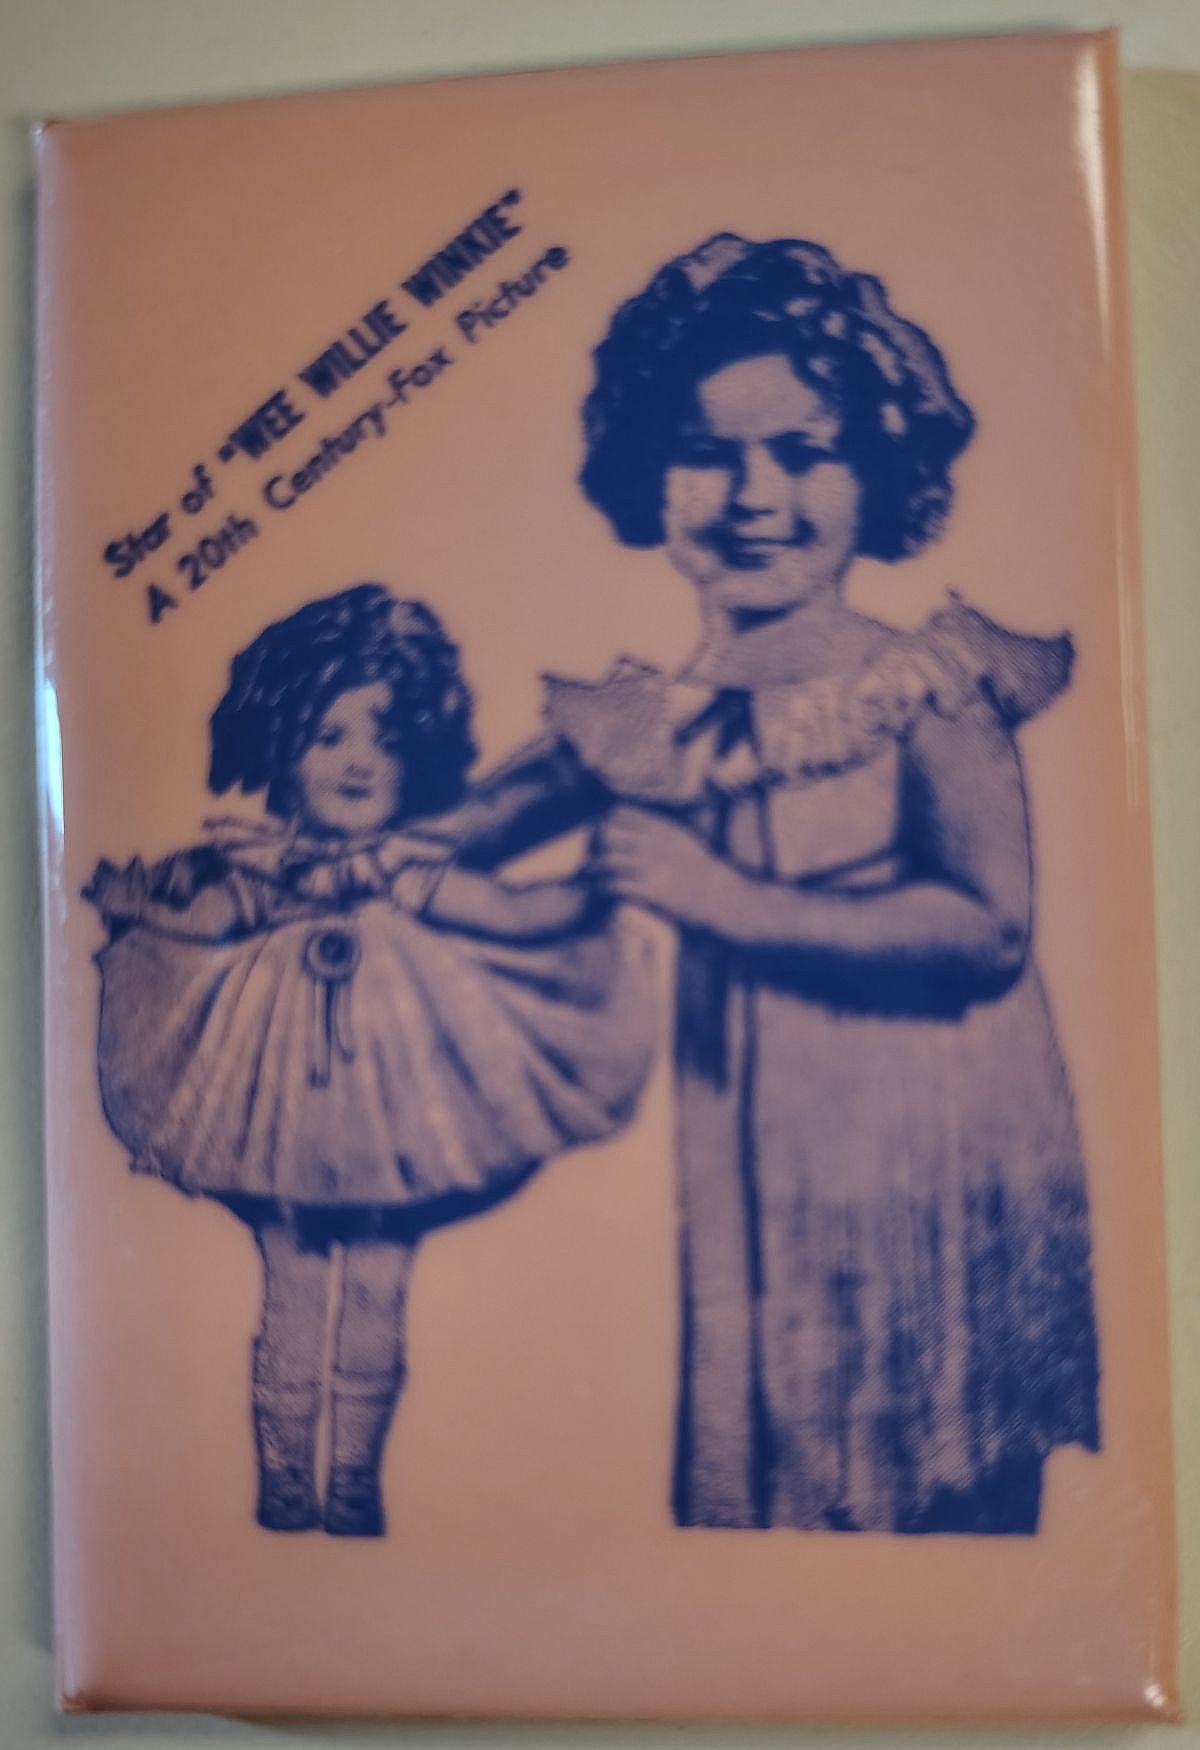 Star of "WEE WILLIE WINKIE"
A 20th Century-Fox Picture